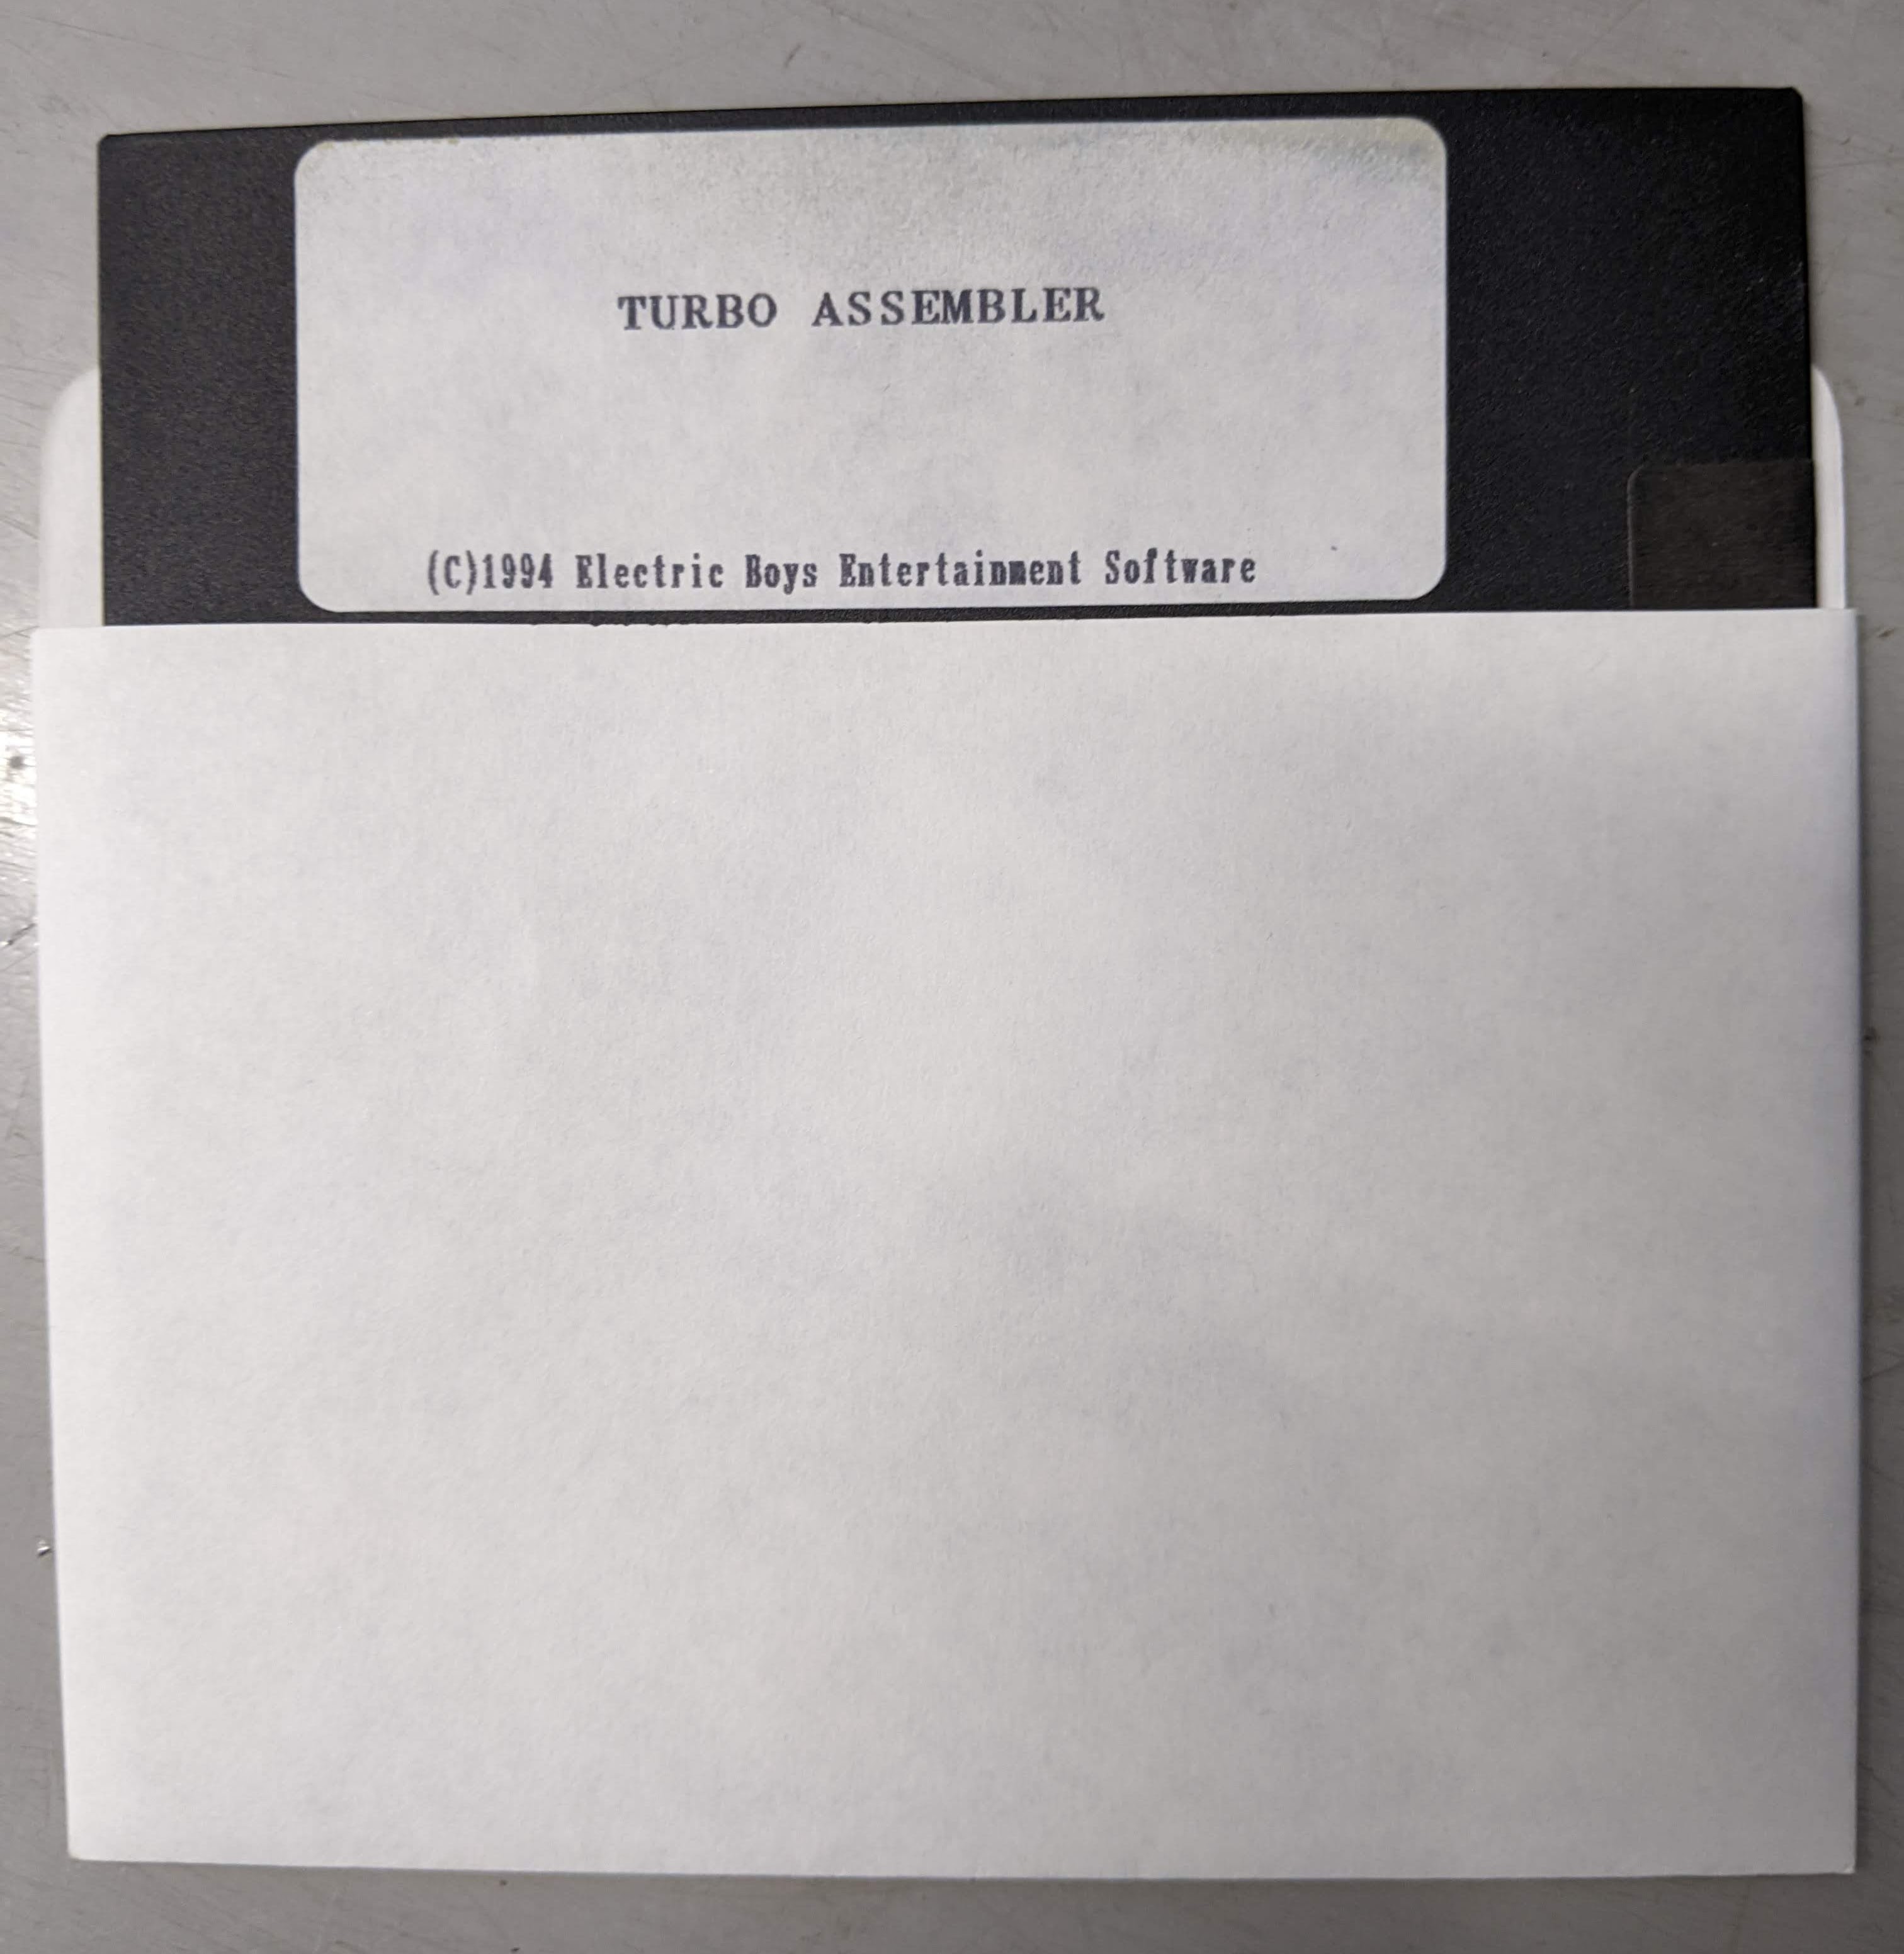 TURBO ASSEMBLER
(C)1994 Electric Boys Entertainment Software